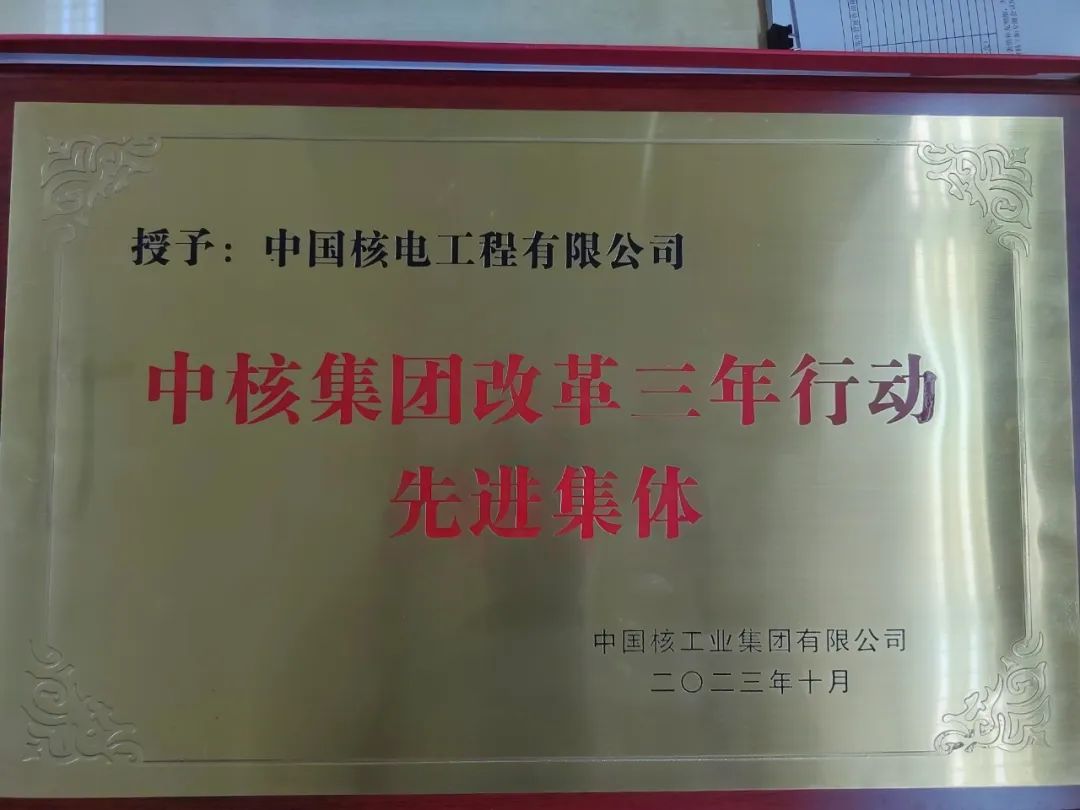 授予：中国核电工程有限公司
中核集团改革三年行动
先进集体
中国核工业集团有限公司
二〇二三年十月